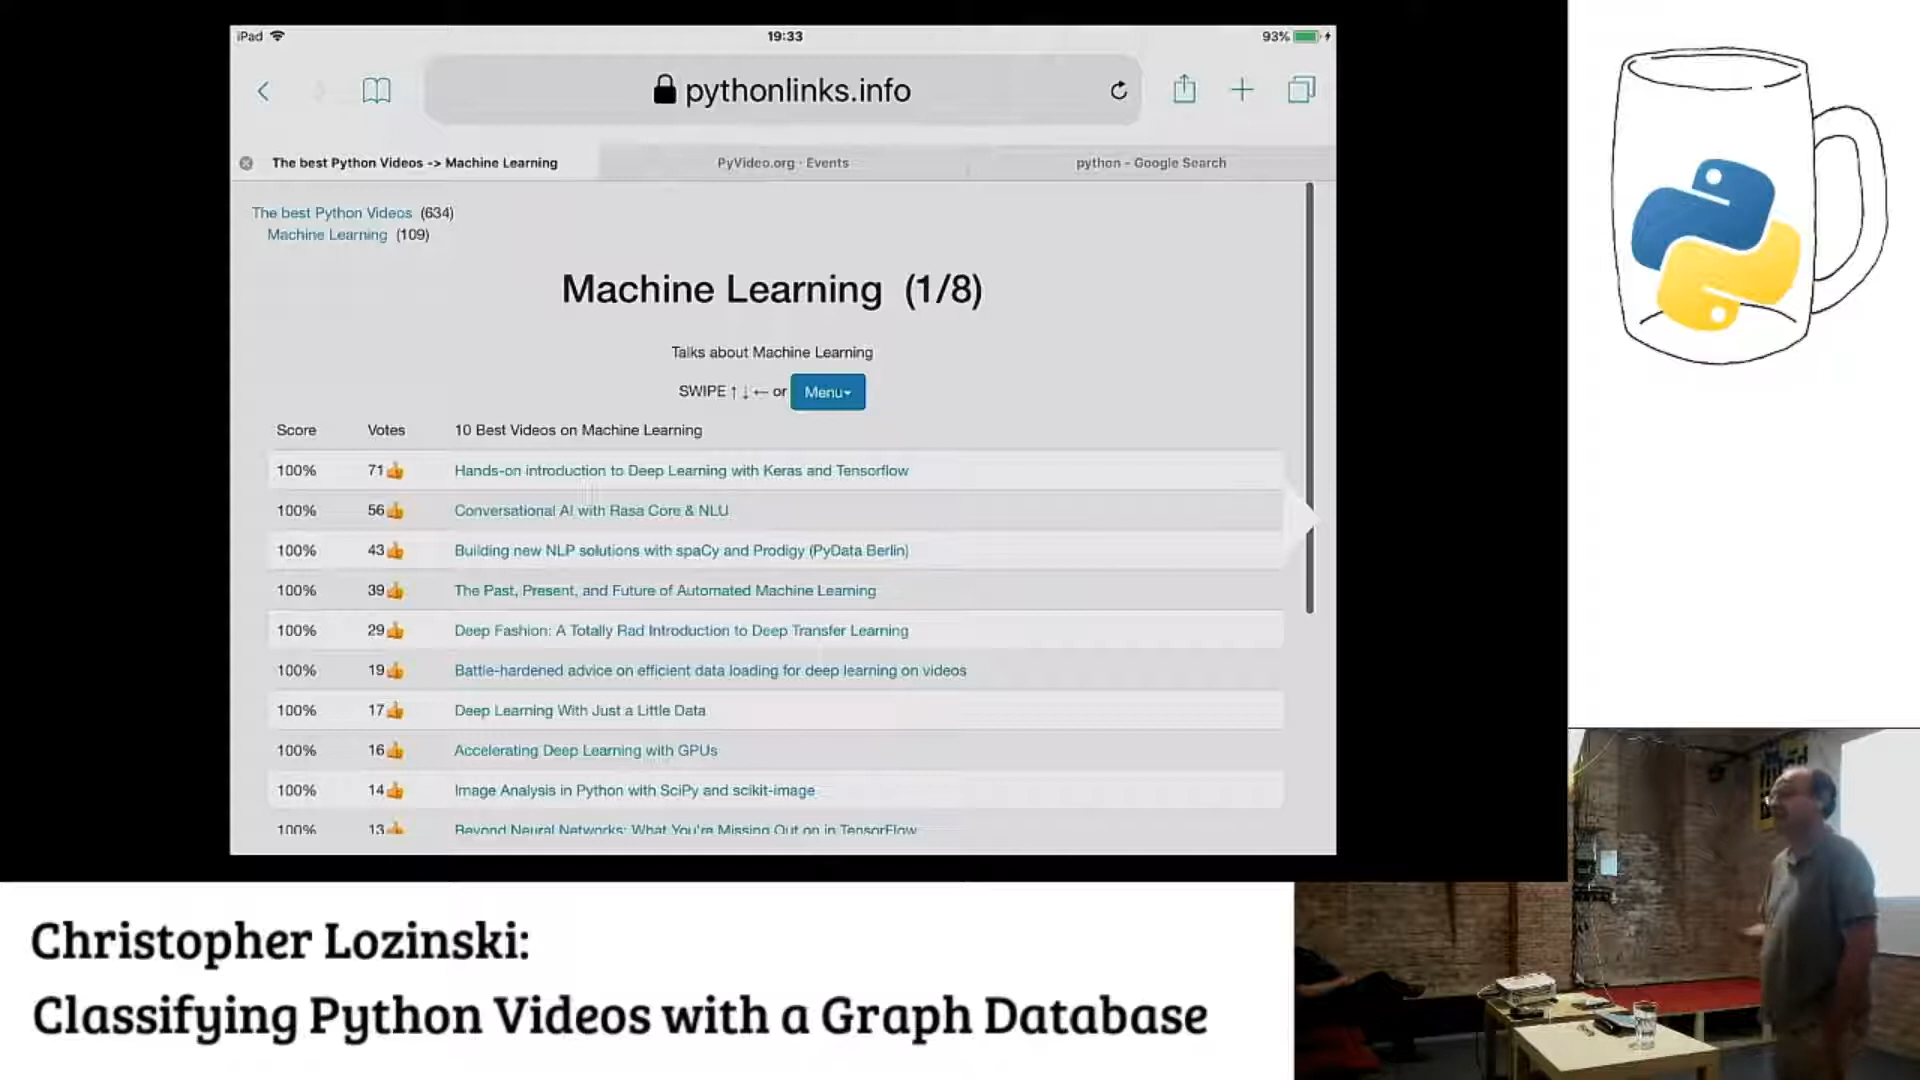 iPad 19:33 93%
pythonlinks.info
The best Python Videos -> Machine Learning PyVideo.org - Events python - Google Search
The best Python Videos (634)
Machine Learning (109)
Machine Learning (1/8)
Talks about Machine Learning
SWIPE ↑↓← or Menu
Score Votes 10 Best Videos on Machine Learning
100% 71👍 Hands-on introduction to Deep Learning with Keras and Tensorflow
100% 56👍 Conversational AI with Rasa Core & NLU
100% 43👍 Building new NLP solutions with spaCy and Prodigy (PyData Berlin)
100% 39👍 The Past, Present, and Future of Automated Machine Learning
100% 29👍 Deep Fashion: A Totally Rad Introduction to Deep Transfer Learning
100% 19👍 Battle-hardened advice on efficient data loading for deep learning on videos
100% 17👍 Deep Learning With Just a Little Data
100% 16👍 Accelerating Deep Learning with GPUs
100% 14👍 Image Analysis in Python with SciPy and scikit-image
100% 13👍 Beyond Neural Networks: What You're Missing Out on in TensorFlow
Christopher Lozinski:
Classifying Python Videos with a Graph Database